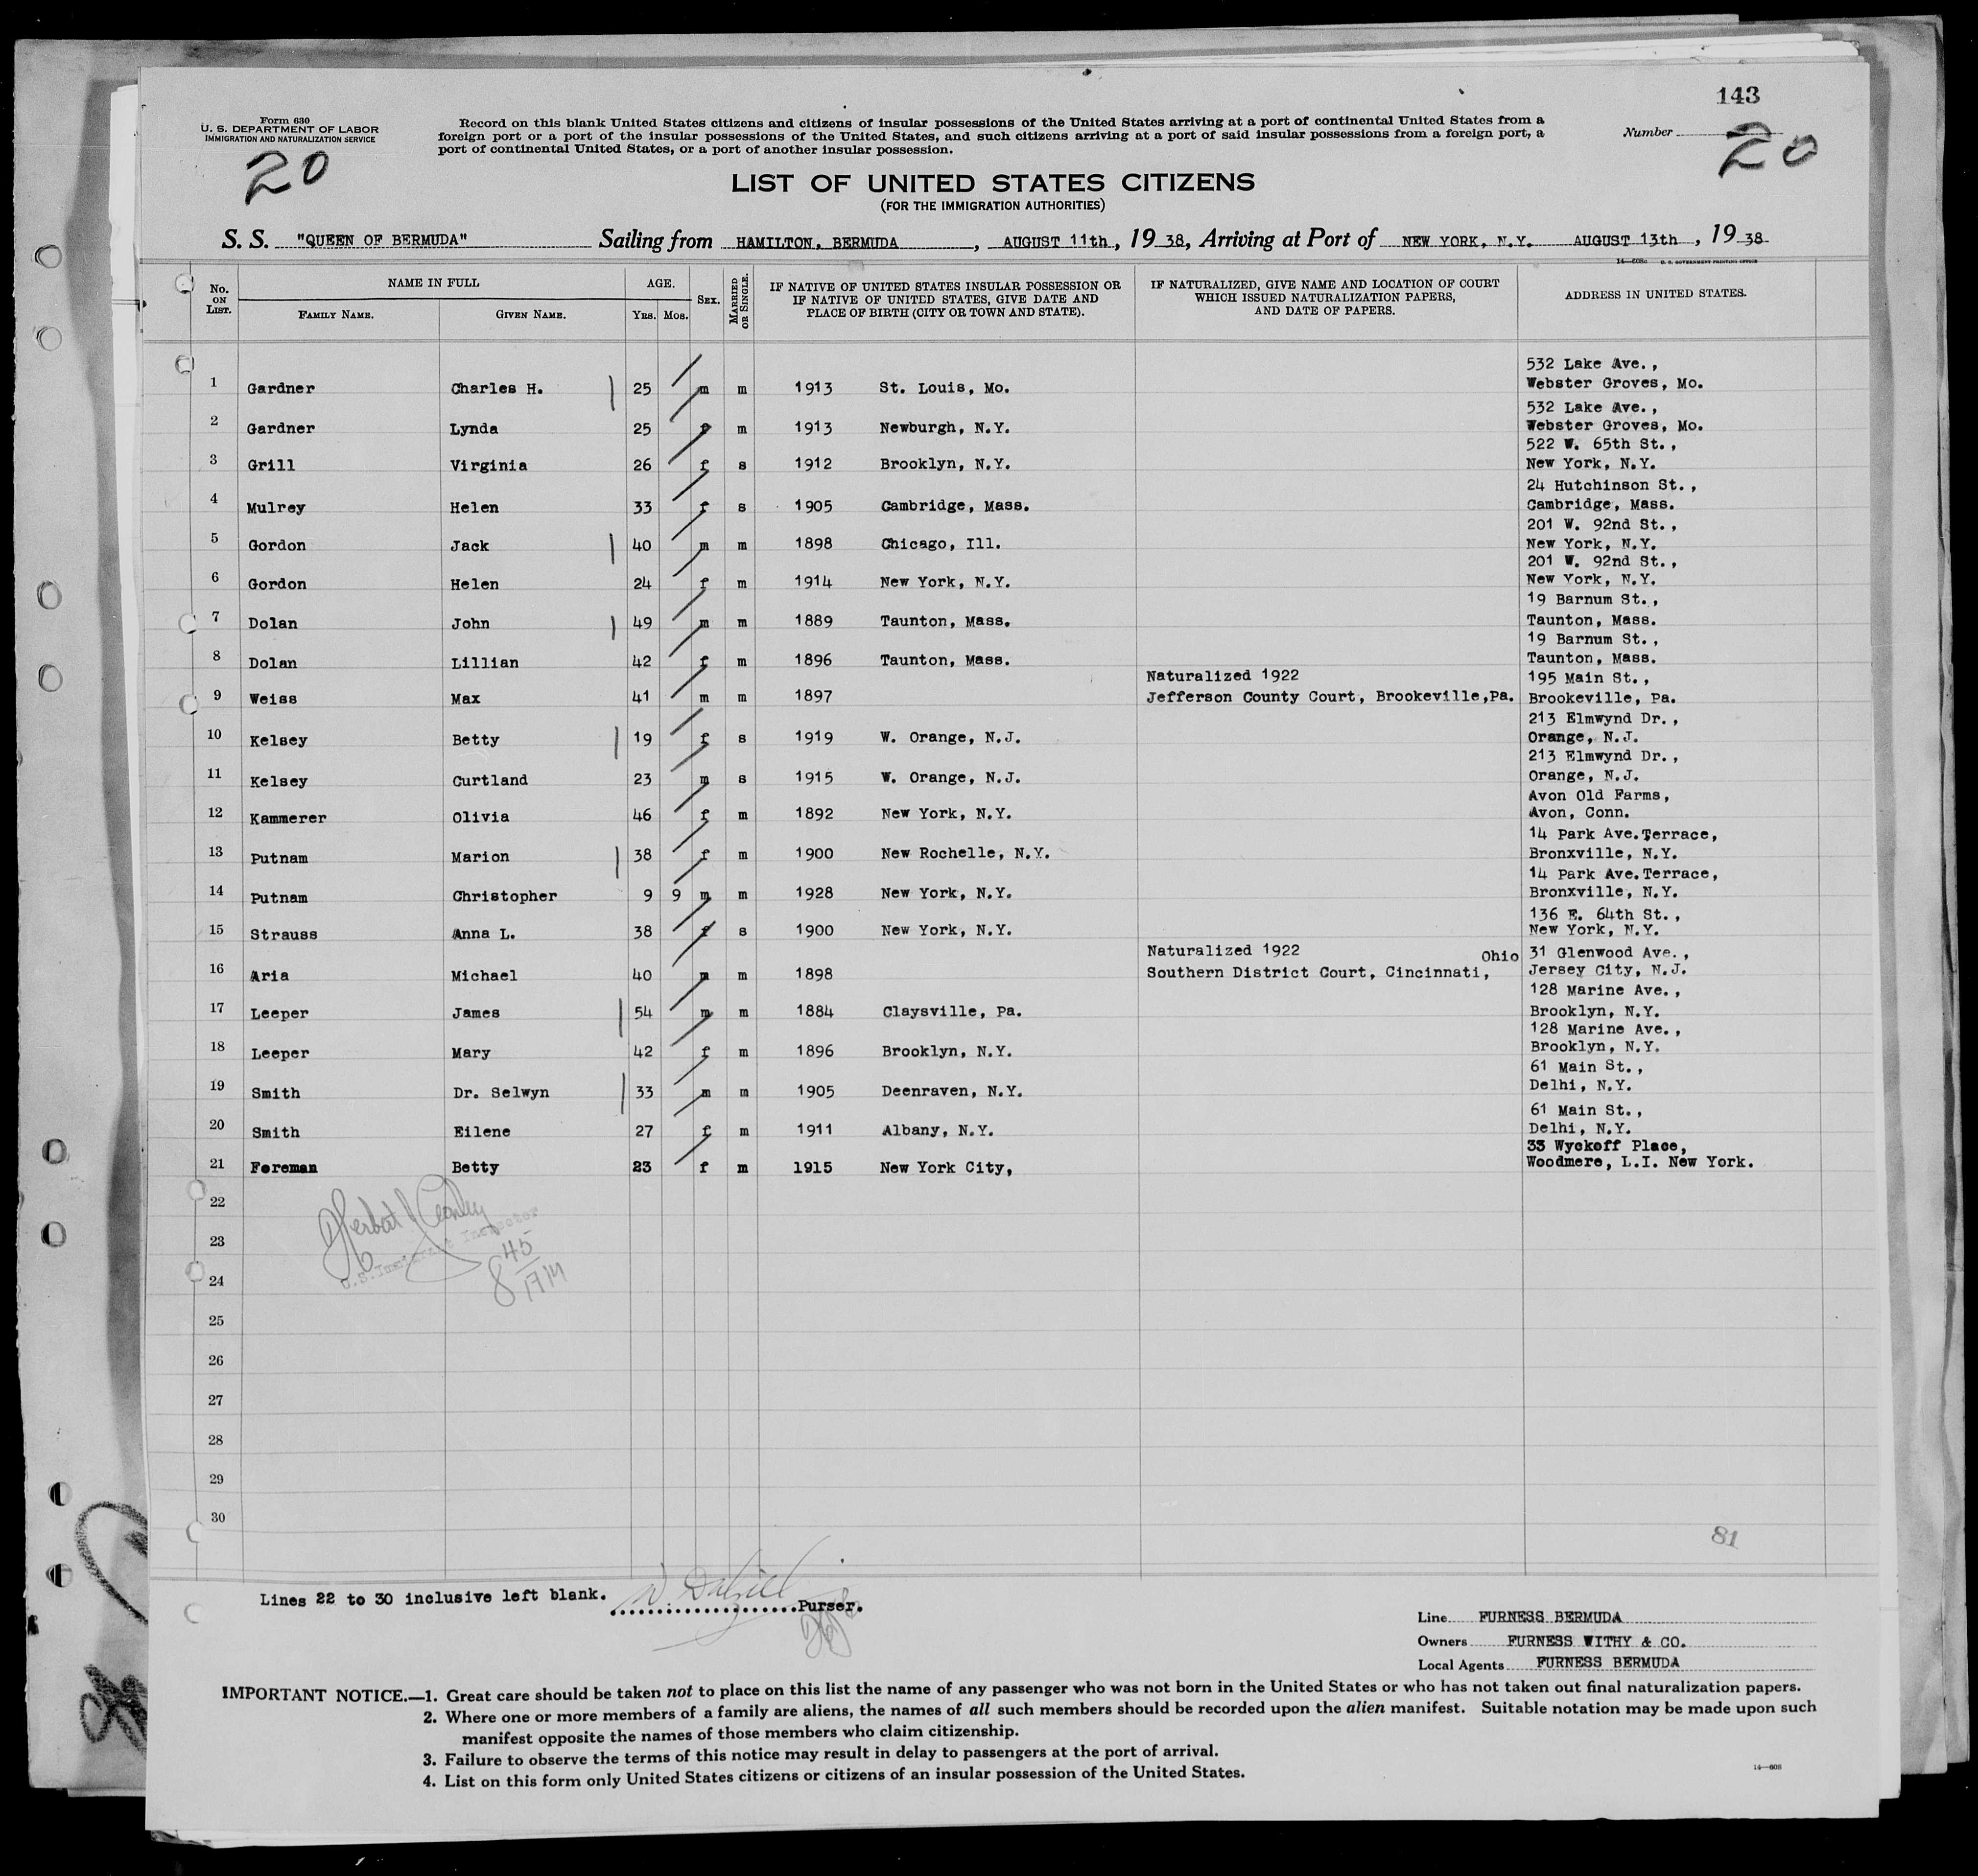 143
Form 630
U. S. DEPARTMENT OF LABOR
IMMIGRATION AND NATURALIZATION SERVICE
20
Record on this blank United States citizens and citizens of insular possessions of the United States arriving at a port of continental United States from a
foreign port or a port of the insular possessions of the United States, and such citizens arriving at a port of said insular possessions from a foreign port, a
port of continental United States, or a port of another insular possession.
Number
20
LIST OF UNITED STATES CITIZENS
(FOR THE IMMIGRATION AUTHORITIES)
S. S. "QUEEN OF BERMUDA" Sailing from HAMILTON, BERMUDA, AUGUST 11th, 19 38, Arriving at Port of NEW YORK, N.Y. AUGUST 13th, 19 38
14—608a U. S. GOVERNMENT PRINTING OFFICE
No. ON LIST. NAME IN FULL AGE. SEX. MARRIED OR SINGLE. IF NATIVE OF UNITED STATES INSULAR POSSESSION OR IF NATIVE OF UNITED STATES, GIVE DATE AND PLACE OF BIRTH (CITY OR TOWN AND STATE). IF NATURALIZED, GIVE NAME AND LOCATION OF COURT WHICH ISSUED NATURALIZATION PAPERS, AND DATE OF PAPERS. ADDRESS IN UNITED STATES.
FAMILY NAME. GIVEN NAME. YRS. MOS.
532 Lake Ave.,
1 Gardner Charles H. 25 m m 1913 St. Louis, Mo. Webster Groves, Mo.
532 Lake Ave.,
2 Gardner Lynda 25 f m 1913 Newburgh, N.Y. Webster Groves, Mo.
522 W. 65th St.,
3 Grill Virginia 26 f s 1912 Brooklyn, N.Y. New York, N.Y.
24 Hutchinson St.,
4 Mulrey Helen 33 f s 1905 Cambridge, Mass. Cambridge, Mass.
201 W. 92nd St.,
5 Gordon Jack 40 m m 1898 Chicago, Ill. New York, N.Y.
201 W. 92nd St.,
6 Gordon Helen 24 f m 1914 New York, N.Y. New York, N.Y.
19 Barnum St.,
7 Dolan John 49 m m 1889 Taunton, Mass. Taunton, Mass.
19 Barnum St.,
8 Dolan Lillian 42 f m 1896 Taunton, Mass. Taunton, Mass.
Naturalized 1922 195 Main St.,
9 Weiss Max 41 m m 1897 Jefferson County Court, Brookeville,Pa. Brookeville, Pa.
213 Elmwynd Dr.,
10 Kelsey Betty 19 f s 1919 W. Orange, N.J. Orange, N.J.
213 Elmwynd Dr.,
11 Kelsey Curtland 23 m s 1915 W. Orange, N.J. Orange, N.J.
Avon Old Farms,
12 Kammerer Olivia 46 f m 1892 New York, N.Y. Avon, Conn.
14 Park Ave.Terrace,
13 Putnam Marion 38 f m 1900 New Rochelle, N.Y. Bronxville, N.Y.
14 Park Ave.Terrace,
14 Putnam Christopher 9 9 m m 1928 New York, N.Y. Bronxville, N.Y.
136 E. 64th St.,
15 Strauss Anna L. 38 f s 1900 New York, N.Y. New York, N.Y.
Naturalized 1922 Ohio 31 Glenwood Ave.,
16 Aria Michael 40 m m 1898 Southern District Court, Cincinnati, Jersey City, N.J.
128 Marine Ave.,
17 Leeper James 54 m m 1884 Claysville, Pa. Brooklyn, N.Y.
128 Marine Ave.,
18 Leeper Mary 42 f m 1896 Brooklyn, N.Y. Brooklyn, N.Y.
61 Main St.,
19 Smith Dr. Selwyn 33 m m 1905 Deenraven, N.Y. Delhi, N.Y.
61 Main St.,
20 Smith Eilene 27 f m 1911 Albany, N.Y. Delhi, N.Y.
33 Wyckoff Place,
21 Foreman Betty 23 f m 1915 New York City, Woodmere, L.I. New York.
22
23
U.S. Immigrant Inspector
8 45 AM
24
25
26
27
28
29
30
81
Lines 22 to 30 inclusive left blank. Purser.
Line FURNESS BERMUDA
Owners FURNESS WITHY & CO.
Local Agents FURNESS BERMUDA
IMPORTANT NOTICE.—1. Great care should be taken not to place on this list the name of any passenger who was not born in the United States or who has not taken out final naturalization papers.
2. Where one or more members of a family are aliens, the names of all such members should be recorded upon the alien manifest. Suitable notation may be made upon such
manifest opposite the names of those members who claim citizenship.
3. Failure to observe the terms of this notice may result in delay to passengers at the port of arrival.
4. List on this form only United States citizens or citizens of an insular possession of the United States.
14—608